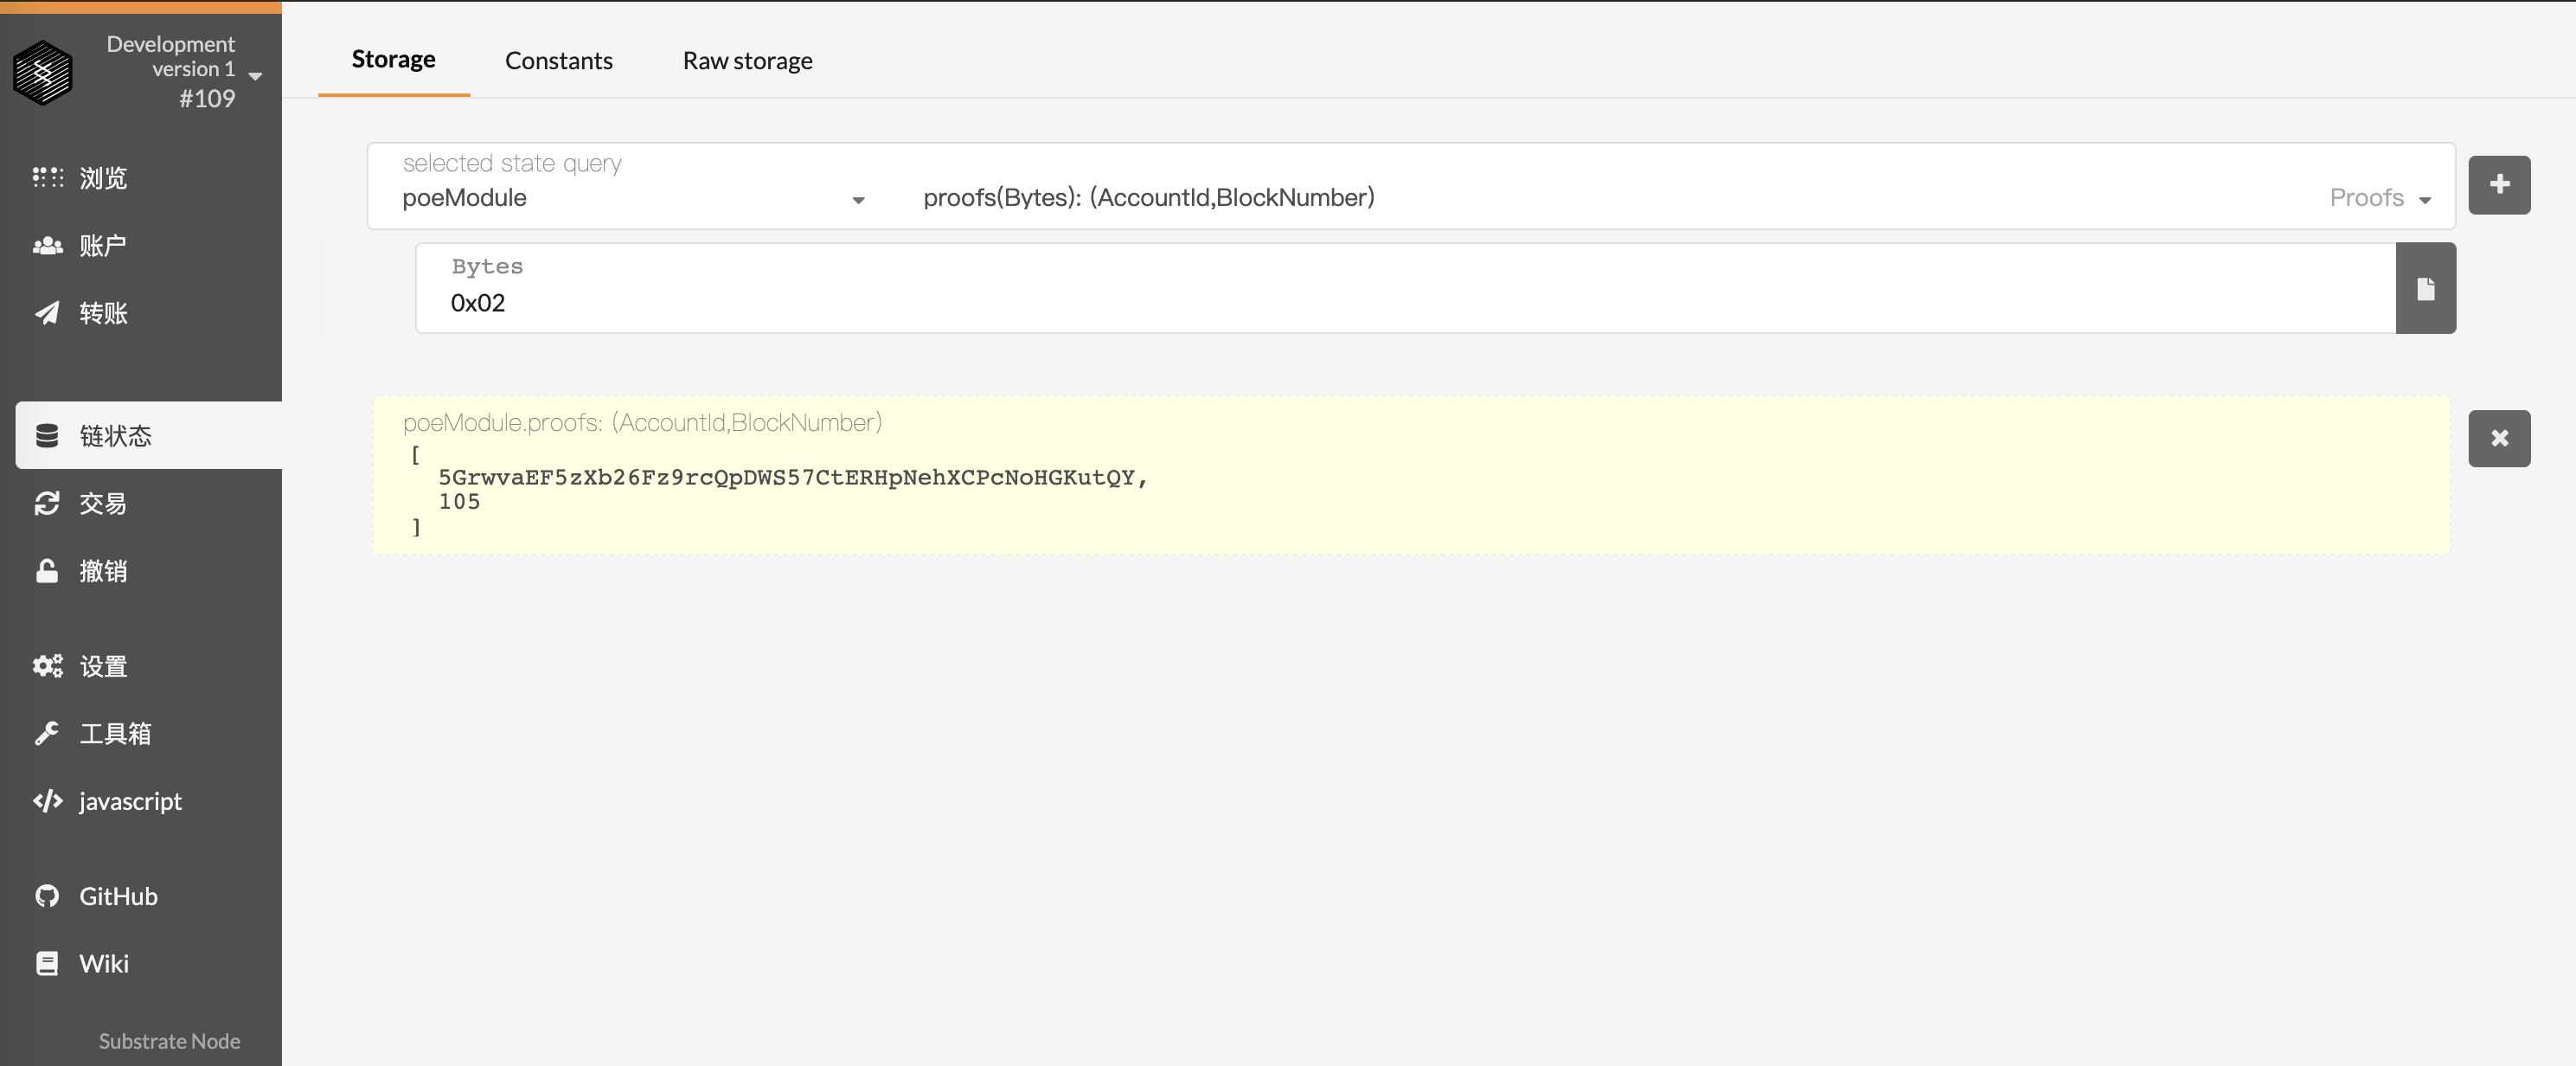 Development
version 1
#109
浏览
账户
转账
链状态
交易
撤销
设置
工具箱
javascript
GitHub
Wiki
Substrate Node
Storage Constants Raw storage
selected state query
poeModule proofs(Bytes): (AccountId,BlockNumber) Proofs
Bytes
0x02
poeModule.proofs: (AccountId,BlockNumber)
[
5GrwvaEF5zXb26Fz9rcQpDWS57CtERHpNehXCPcNoHGKutQY,
105
]